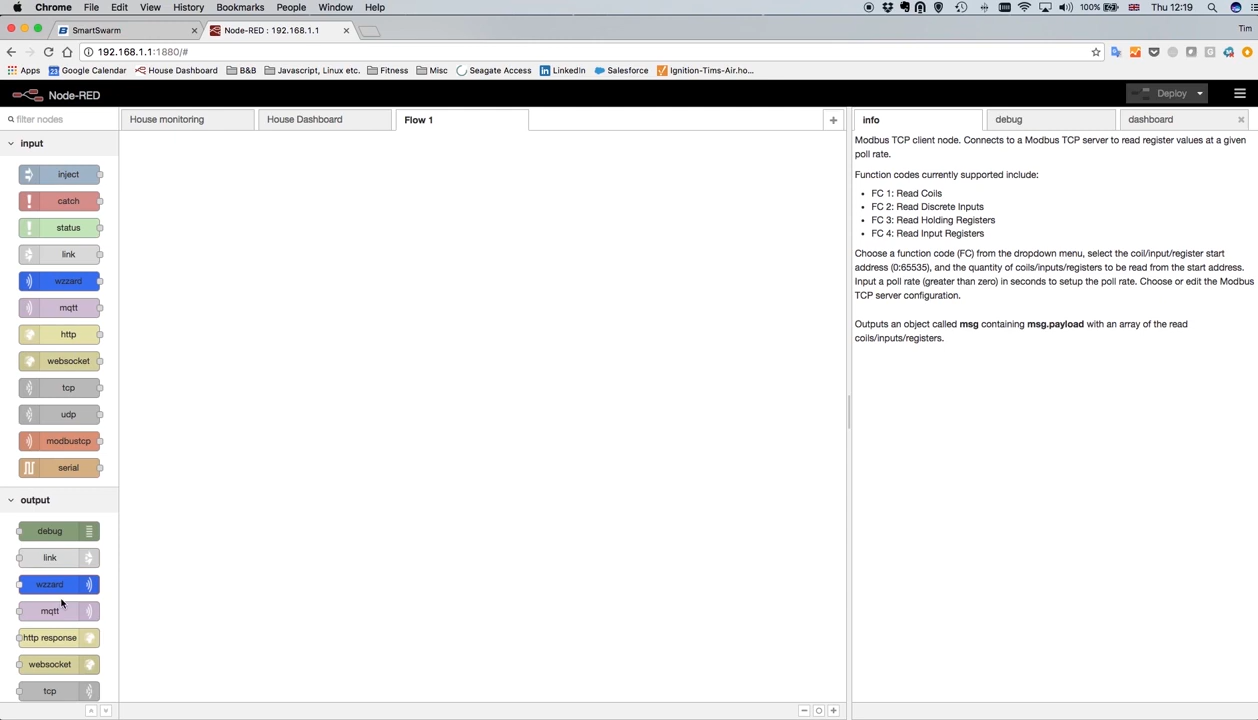 Chrome File Edit View History Bookmarks People Window Help 100% Thu 12:19
SmartSwarm Node-RED : 192.168.1.1 Tim
192.168.1.1:1880/#
Apps Google Calendar House Dashboard B&B Javascript, Linux etc. Fitness Misc Seagate Access LinkedIn Salesforce Ignition-Tims-Air.ho...
Node-RED Deploy
filter nodes House monitoring House Dashboard Flow 1 info debug dashboard
input
inject
catch
status
link
wzzard
mqtt
http
websocket
tcp
udp
modbustcp
serial
output
debug
link
wzzard
mqtt
http response
websocket
tcp
Modbus TCP client node. Connects to a Modbus TCP server to read register values at a given
poll rate.
Function codes currently supported include:
• FC 1: Read Coils
• FC 2: Read Discrete Inputs
• FC 3: Read Holding Registers
• FC 4: Read Input Registers
Choose a function code (FC) from the dropdown menu, select the coil/input/register start
address (0:65535), and the quantity of coils/inputs/registers to be read from the start address.
Input a poll rate (greater than zero) in seconds to setup the poll rate. Choose or edit the Modbus
TCP server configuration.
Outputs an object called msg containing msg.payload with an array of the read
coils/inputs/registers.